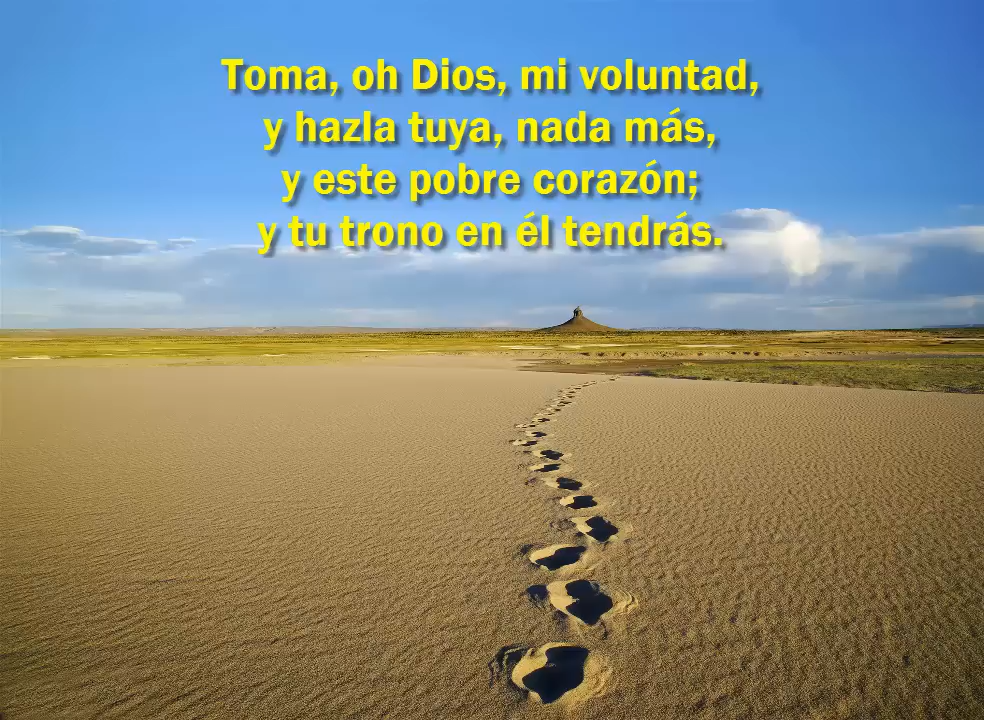 Toma, oh Dios, mi voluntad,
y hazla tuya, nada más,
y este pobre corazón;
y tu trono en él tendrás.